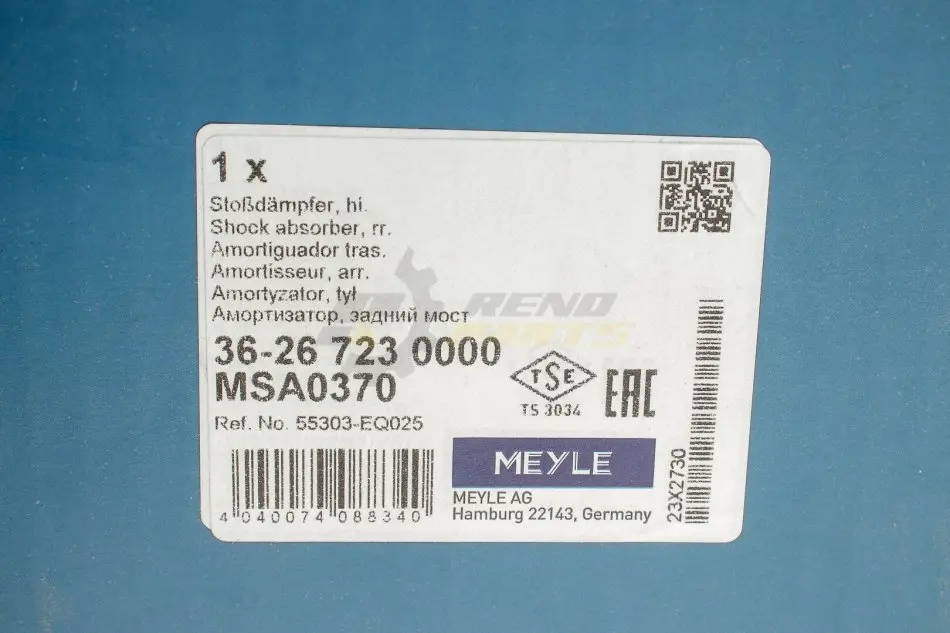 1 x
Stoßdämpfer, hi.
Shock absorber, rr.
Amortiguador tras.
Amortisseur, arr.
Amortyzator, tył
Амортизатор, задний мост
RENO
PARTS
36-26 723 0000
MSA0370
TSE
TS 3034
EAC
Ref. No. 55303-EQ025
MEYLE
MEYLE AG
Hamburg 22143, Germany
4 040074 088340
23X2730